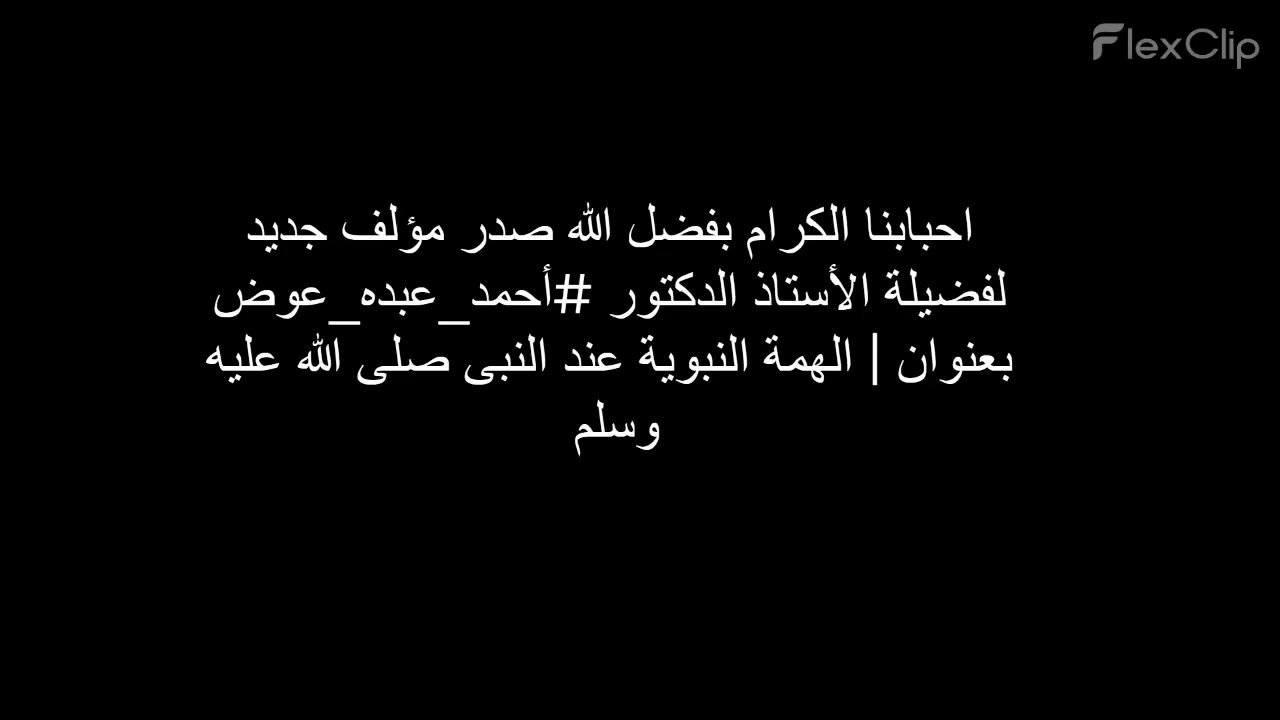 FlexClip
احبابنا الكرام بفضل الله صدر مؤلف جديد
لفضيلة الأستاذ الدكتور #أحمد_عبده_عوض
بعنوان | الهمة النبوية عند النبى صلى الله عليه
وسلم